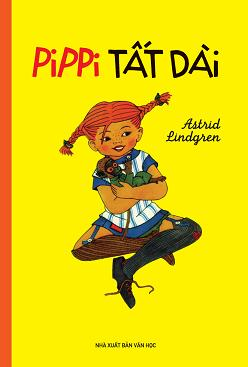 PiPPi TẤT DÀi
Astrid
Lindgren
NHÀ XUẤT BẢN VĂN HỌC